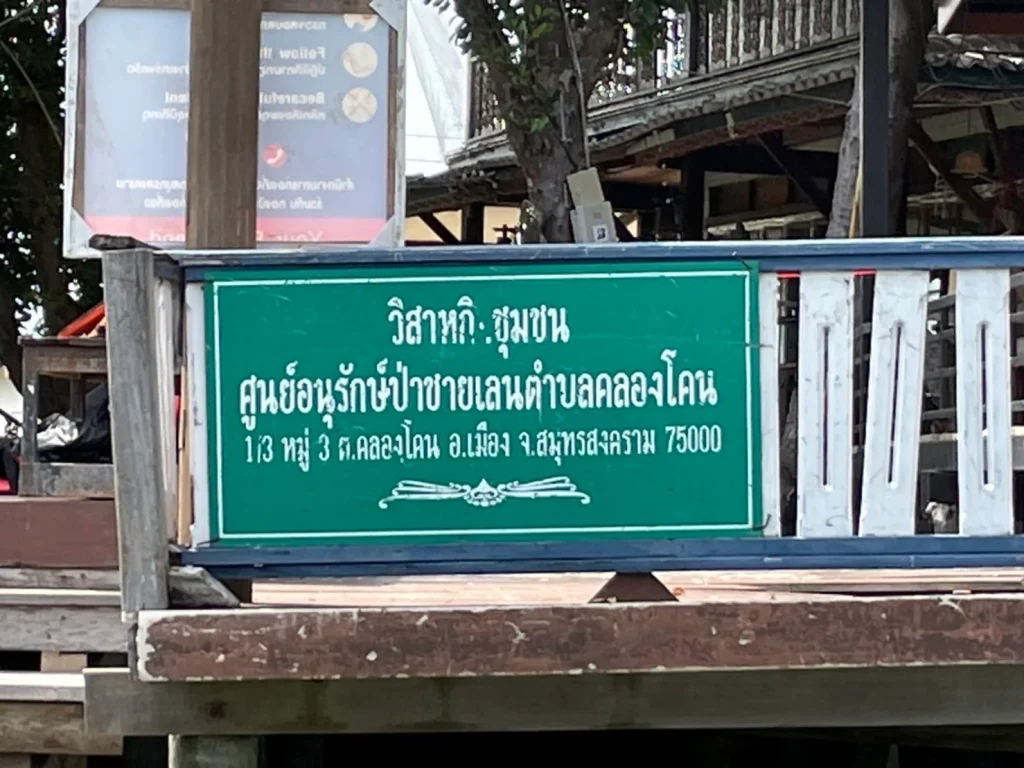 วิสาหกิจชุมชน
ศูนย์อนุรักษ์ป่าชายเลนตำบลคลองโคน
1/3 หมู่ 3 ต.คลองโคน อ.เมือง จ.สมุทรสงคราม 75000
Follow
Becareful